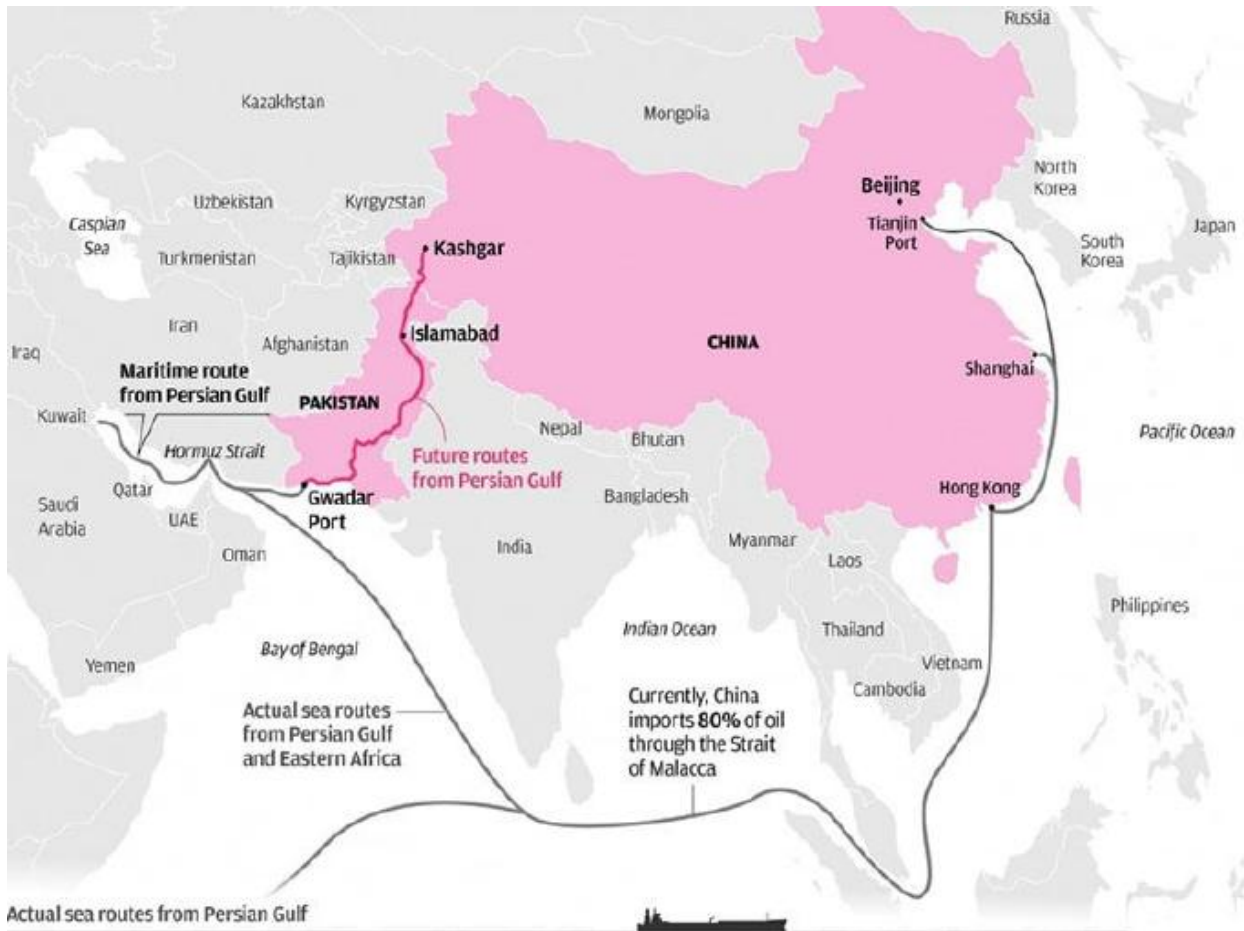 Russia
Kazakhstan
Mongolia
North
Korea
Beijing
Uzbekistan
Kyrgyzstan
Caspian
Sea
Tianjin
Port
Japan
South
Korea
Kashgar
Turkmenistan
Tajikistan
Iran
Islamabad
Afghanistan
CHINA
Iraq
Shanghai
Maritime route
from Persian Gulf
PAKISTAN
Kuwait
Nepal
Bhutan
Pacific Ocean
Hormuz Strait
Future routes
from Persian Gulf
Qatar
Gwadar
Port
Bangladesh
Hong Kong
Saudi
Arabia
UAE
Oman
India
Myanmar
Laos
Philippines
Indian Ocean
Thailand
Bay of Bengal
Yemen
Vietnam
Cambodia
Actual sea routes
from Persian Gulf
and Eastern Africa
Currently, China
imports 80% of oil
through the Strait
of Malacca
Actual sea routes from Persian Gulf